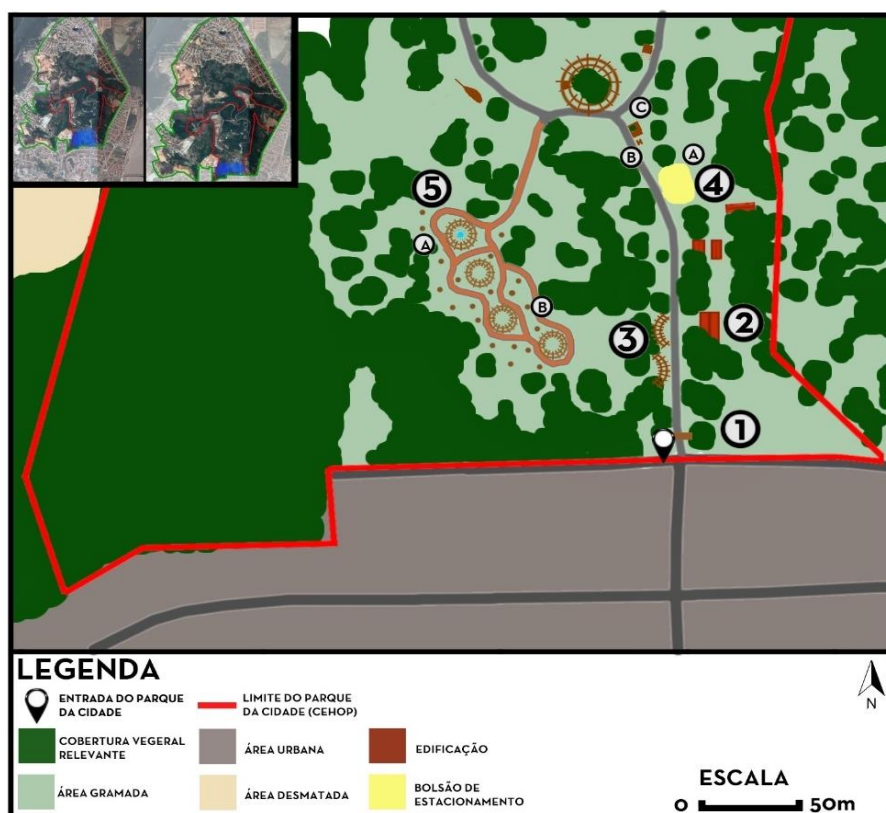 C
B
A
4
5
A
B
3
2
1
LEGENDA
ENTRADA DO PARQUE
DA CIDADE
LIMITE DO PARQUE
DA CIDADE (CEHOP)
COBERTURA VEGERAL
RELEVANTE
ÁREA URBANA
EDIFICAÇÃO
ÁREA GRAMADA
ÁREA DESMATADA
BOLSÃO DE
ESTACIONAMENTO
N
ESCALA
0 50m